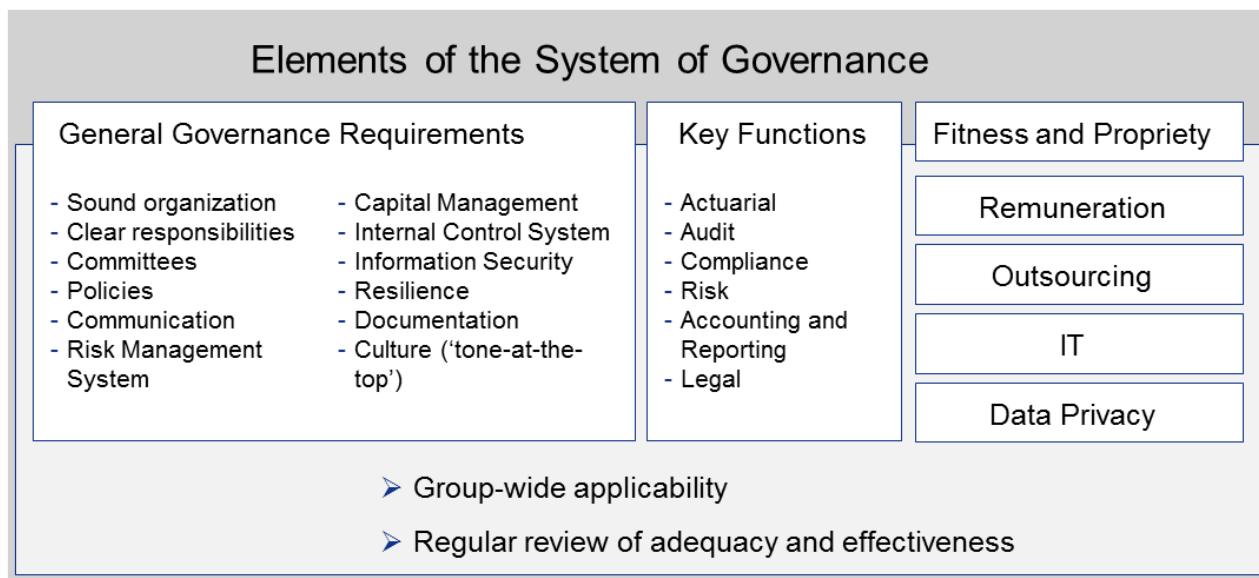 Elements of the System of Governance
General Governance Requirements
- Sound organization
- Clear responsibilities
- Committees
- Policies
- Communication
- Risk Management
System
- Capital Management
- Internal Control System
- Information Security
- Resilience
- Documentation
- Culture (‘tone-at-the-
top’)
Key Functions
- Actuarial
- Audit
- Compliance
- Risk
- Accounting and
Reporting
- Legal
Fitness and Propriety
Remuneration
Outsourcing
IT
Data Privacy
➢ Group-wide applicability
➢ Regular review of adequacy and effectiveness